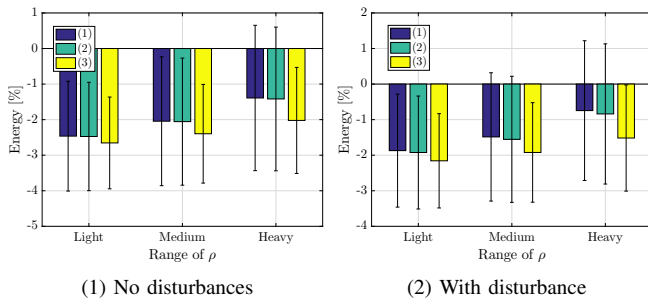 1
0
-1
-2
-3
-4
-5
Energy [%]
(1)
(2)
(3)
Light
Medium
Heavy
Range of ρ
(1) No disturbances
2
1
0
-1
-2
-3
-4
Energy [%]
(1)
(2)
(3)
Light
Medium
Heavy
Range of ρ
(2) With disturbance